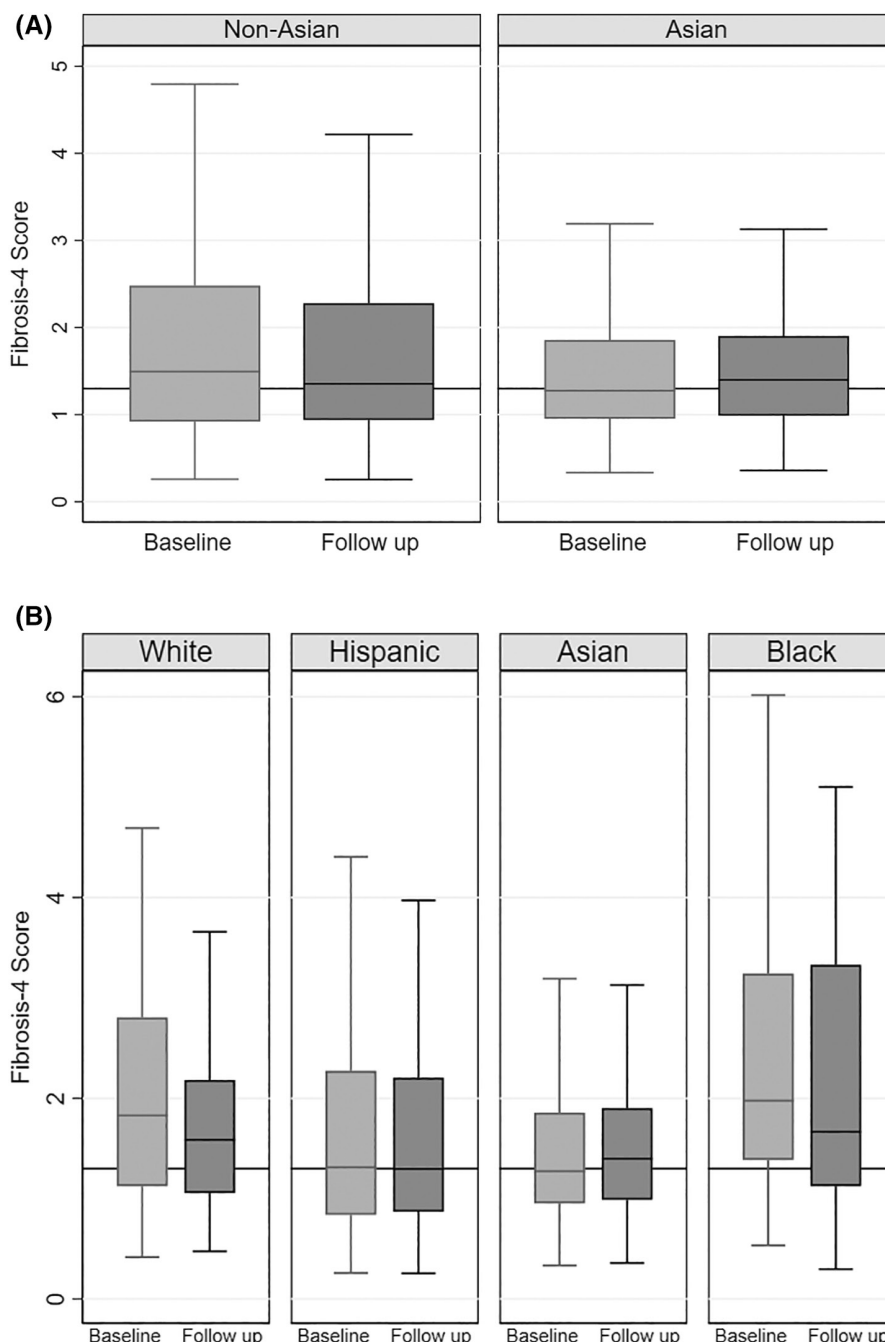 (A)
Non-Asian Asian
5
4
3
2
1
0
Fibrosis-4 Score
Baseline Follow up Baseline Follow up
(B)
White Hispanic Asian Black
6
4
2
0
Fibrosis-4 Score
Baseline Follow up Baseline Follow up Baseline Follow up Baseline Follow up